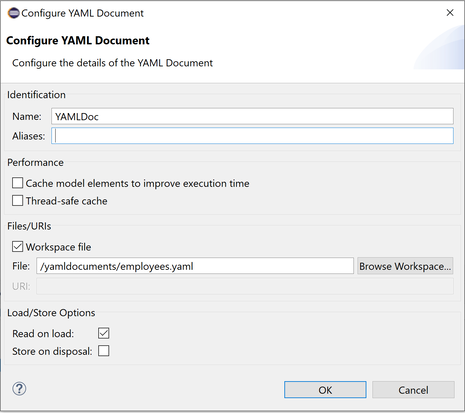 Configure YAML Document
Configure YAML Document
Configure the details of the YAML Document
Identification
Name: YAMLDoc
Aliases:
Performance
Cache model elements to improve execution time
Thread-safe cache
Files/URIs
Workspace file
File: /yamldocuments/employees.yaml Browse Workspace...
URI:
Load/Store Options
Read on load:
Store on disposal:
? OK Cancel